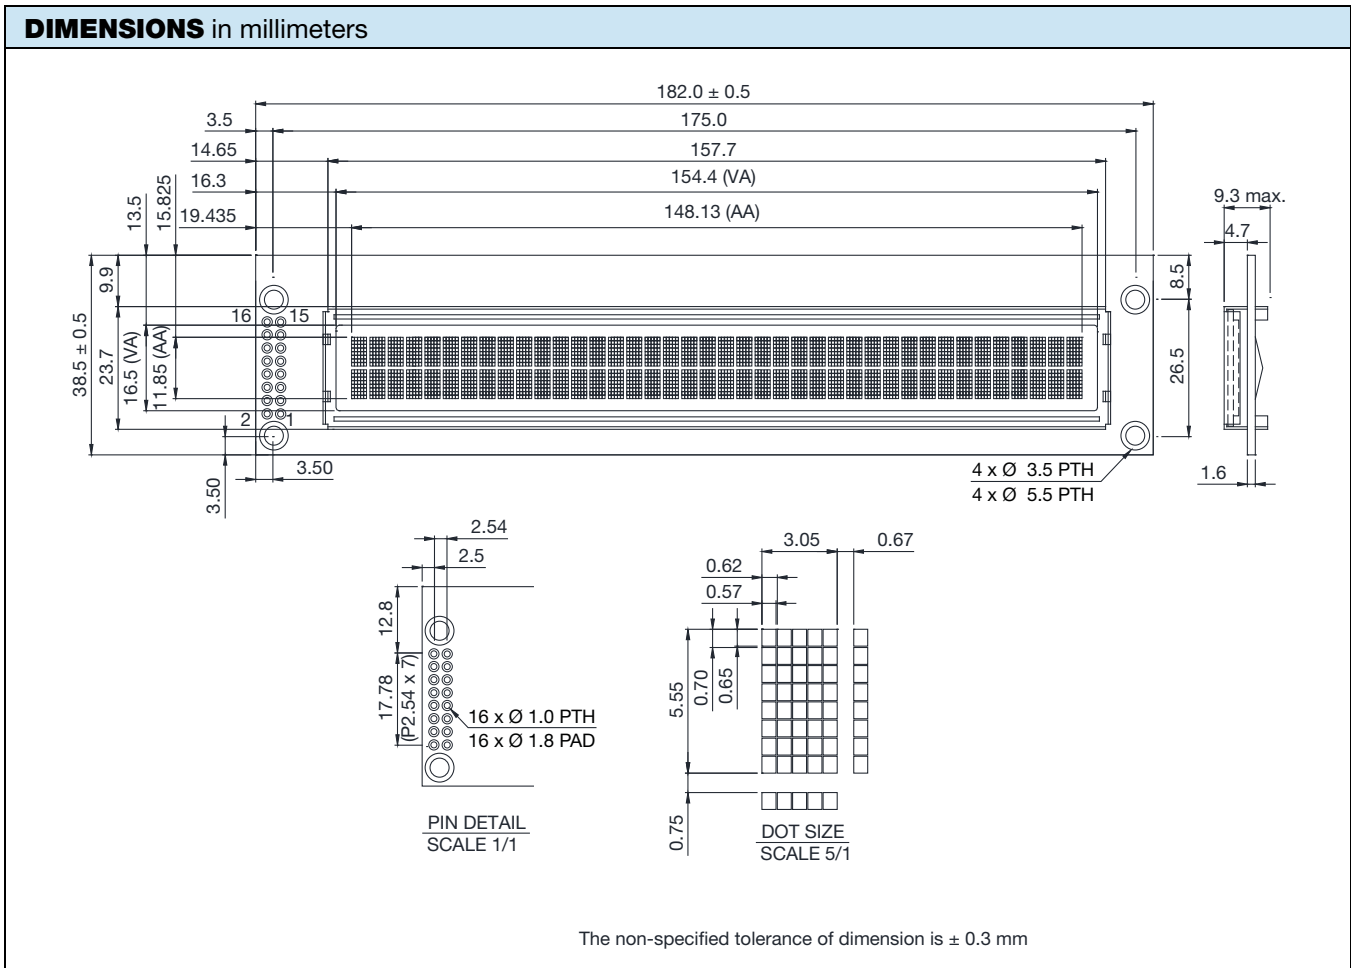 DIMENSIONS in millimeters
182.0 ± 0.5
3.5
175.0
14.65
157.7
16.3
154.4 (VA)
19.435
148.13 (AA)
13.5
15.825
9.3 max.
4.7
38.5 ± 0.5
23.7
9.9
16.5 (VA)
11.85 (AA)
16
15
2
1
8.5
26.5
3.50
3.50
4 x Ø 3.5 PTH
4 x Ø 5.5 PTH
1.6
2.54
2.5
12.8
17.78
(P2.54 x 7)
16 x Ø 1.0 PTH
16 x Ø 1.8 PAD
PIN DETAIL
SCALE 1/1
3.05
0.67
0.62
0.57
5.55
0.70
0.65
0.75
DOT SIZE
SCALE 5/1
The non-specified tolerance of dimension is ± 0.3 mm